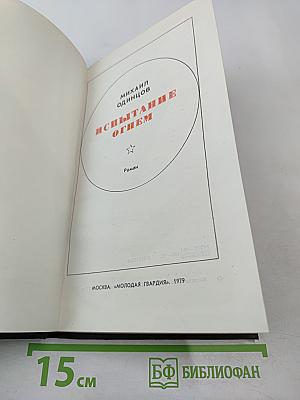 МИХАИЛ
ОДИНЦОВ
ИСПЫТАНИЕ
ОГНЕМ
Роман
МОСКВА, «МОЛОДАЯ ГВАРДИЯ», 1979
15 см
БФ БИБЛИОФАН